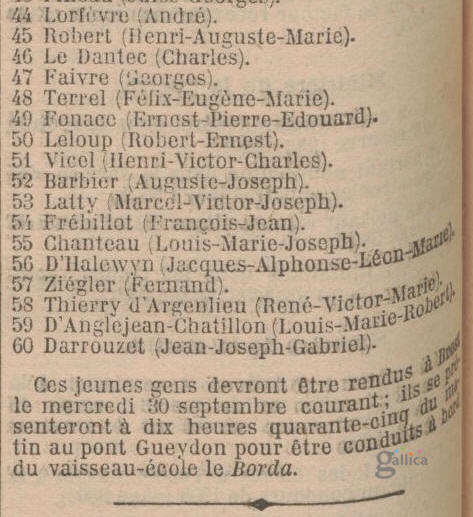 44 Lorfèvre (André).
45 Robert (Henri-Auguste-Marie).
46 Le Dantec (Charles).
47 Faivre (Georges).
48 Terrel (Félix-Eugène-Marie).
49 Fonacc (Ernest-Pierre-Edouard).
50 Leloup (Robert-Ernest).
51 Vicel (Henri-Victor-Charles).
52 Barbier (Auguste-Joseph).
53 Latty (Marcel-Victor-Joseph).
54 Frébillot (François-Jean).
55 Chanteau (Louis-Marie-Joseph).
56 D'Halewyn (Jacques-Alphonse-Léon-Marie).
57 Ziégler (Fernand).
58 Thierry d'Argenlieu (René-Victor-Marie).
59 D'Anglejean-Chatillon (Louis-Marie-Robert).
60 Darrouzet (Jean-Joseph-Gabriel).
Ces jeunes gens devront être rendus à Brest
le mercredi 30 septembre courant; ils se pré-
senteront à dix heures quarante-cinq du ma-
tin au pont Gueydon pour être conduits à bord
du vaisseau-école le Borda.
gallica